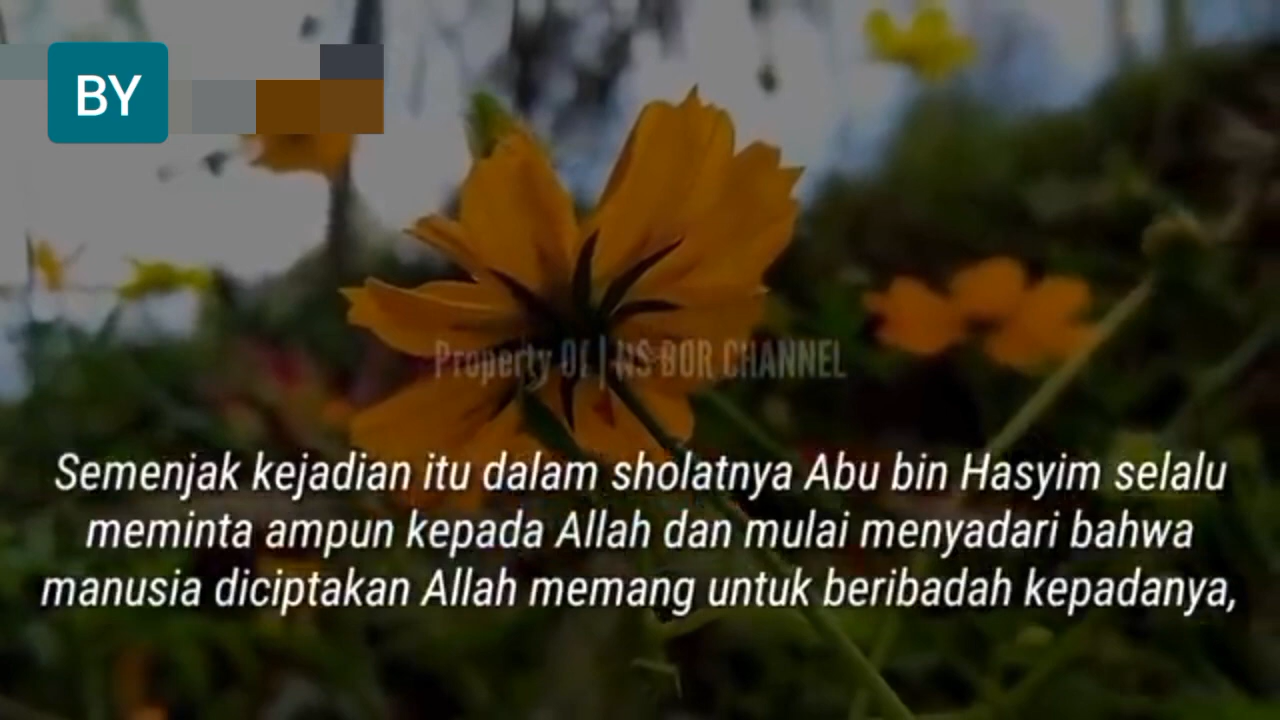 BY
Property Of | NS BOR CHANNEL
Semenjak kejadian itu dalam sholatnya Abu bin Hasyim selalu
meminta ampun kepada Allah dan mulai menyadari bahwa
manusia diciptakan Allah memang untuk beribadah kepadanya,